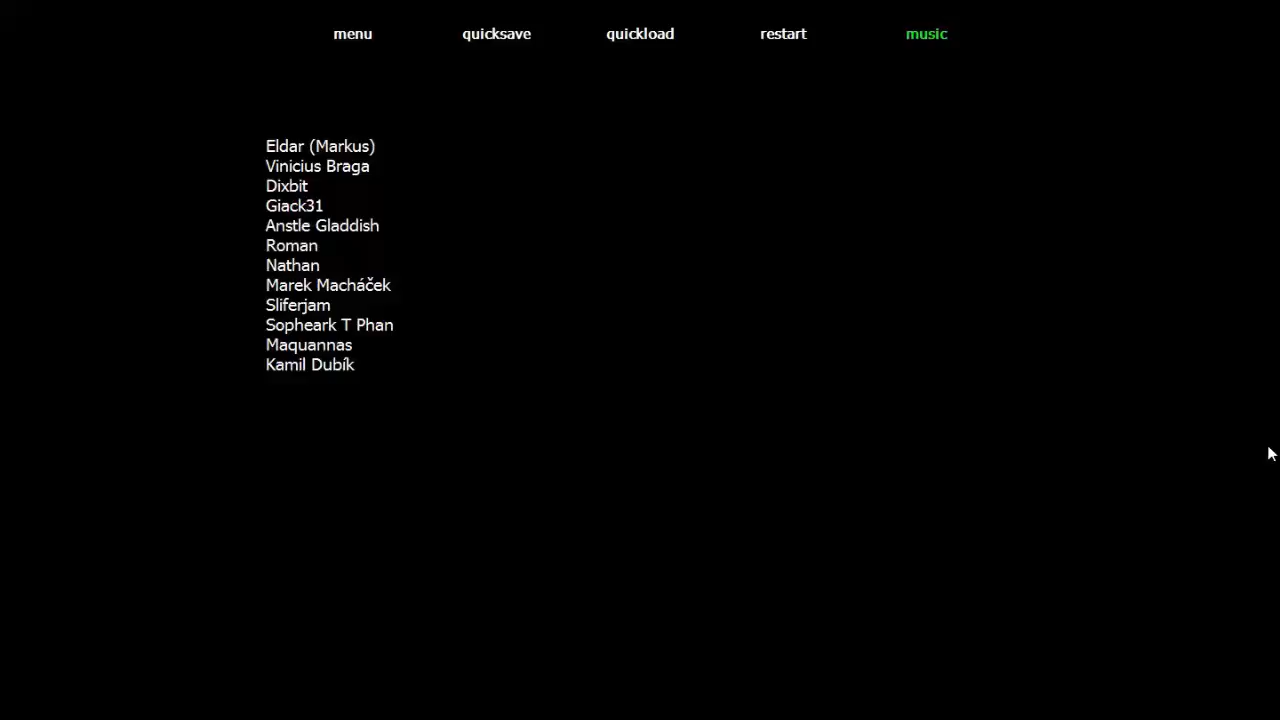 menu quicksave quickload restart music
Eldar (Markus)
Vinicius Braga
Dixbit
Giack31
Anstle Gladdish
Roman
Nathan
Marek Macháček
Sliferjam
Sopheark T Phan
Maquannas
Kamil Dubík